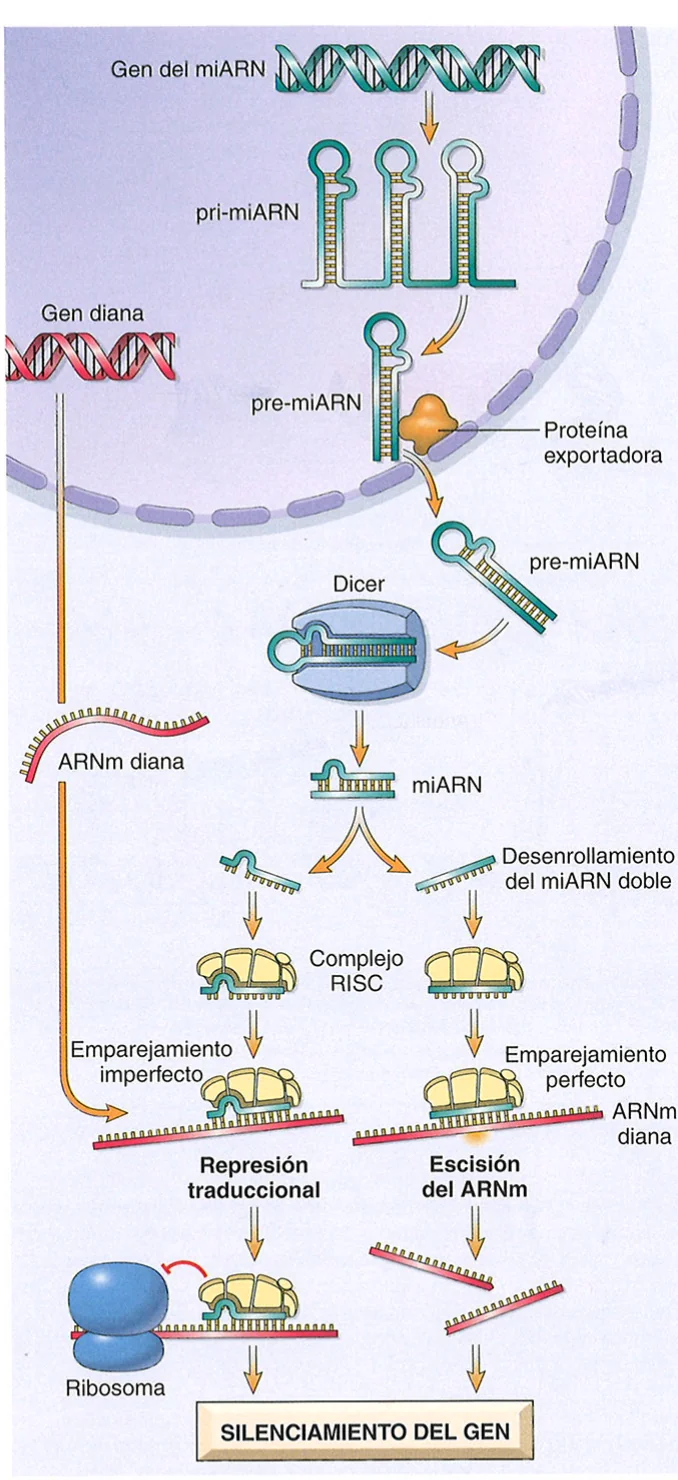 Gen del miARN
pri-miARN
Gen diana
pre-miARN
Proteína
exportadora
pre-miARN
Dicer
ARNm diana
miARN
Desenrollamiento
del miARN doble
Complejo
RISC
Emparejamiento
imperfecto
Emparejamiento
perfecto
ARNm
diana
Represión
traduccional
Escisión
del ARNm
Ribosoma
SILENCIAMIENTO DEL GEN